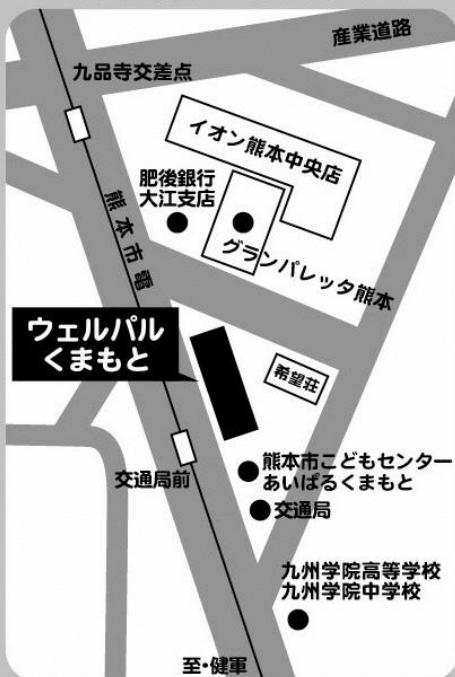 産業道路
九品寺交差点
イオン熊本中央店
肥後銀行
大江支店
熊本市電
グランパレッタ熊本
ウェルパル
くまもと
希望荘
熊本市こどもセンター
あいぱるくまもと
交通局前
交通局
九州学院高等学校
九州学院中学校
至・健軍